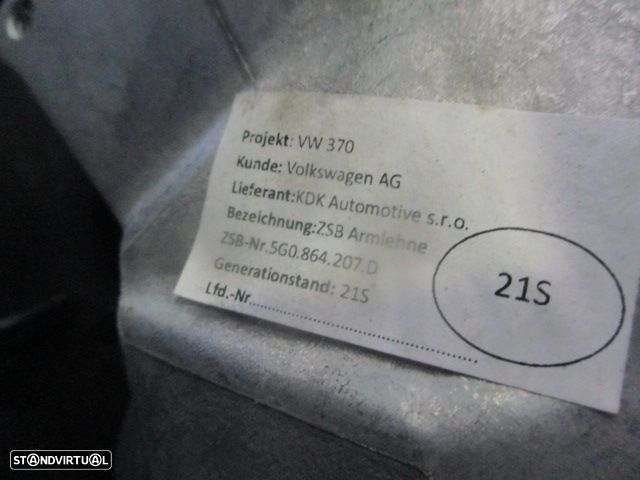 Projekt: VW 370
Kunde: Volkswagen AG
Lieferant:KDK Automotive s.r.o.
Bezeichnung:ZSB Armlehne
ZSB-Nr.5G0.864.207.D
Generationstand: 21S
Lfd.-Nr.......................................................
21S
STANDVIRTUAL